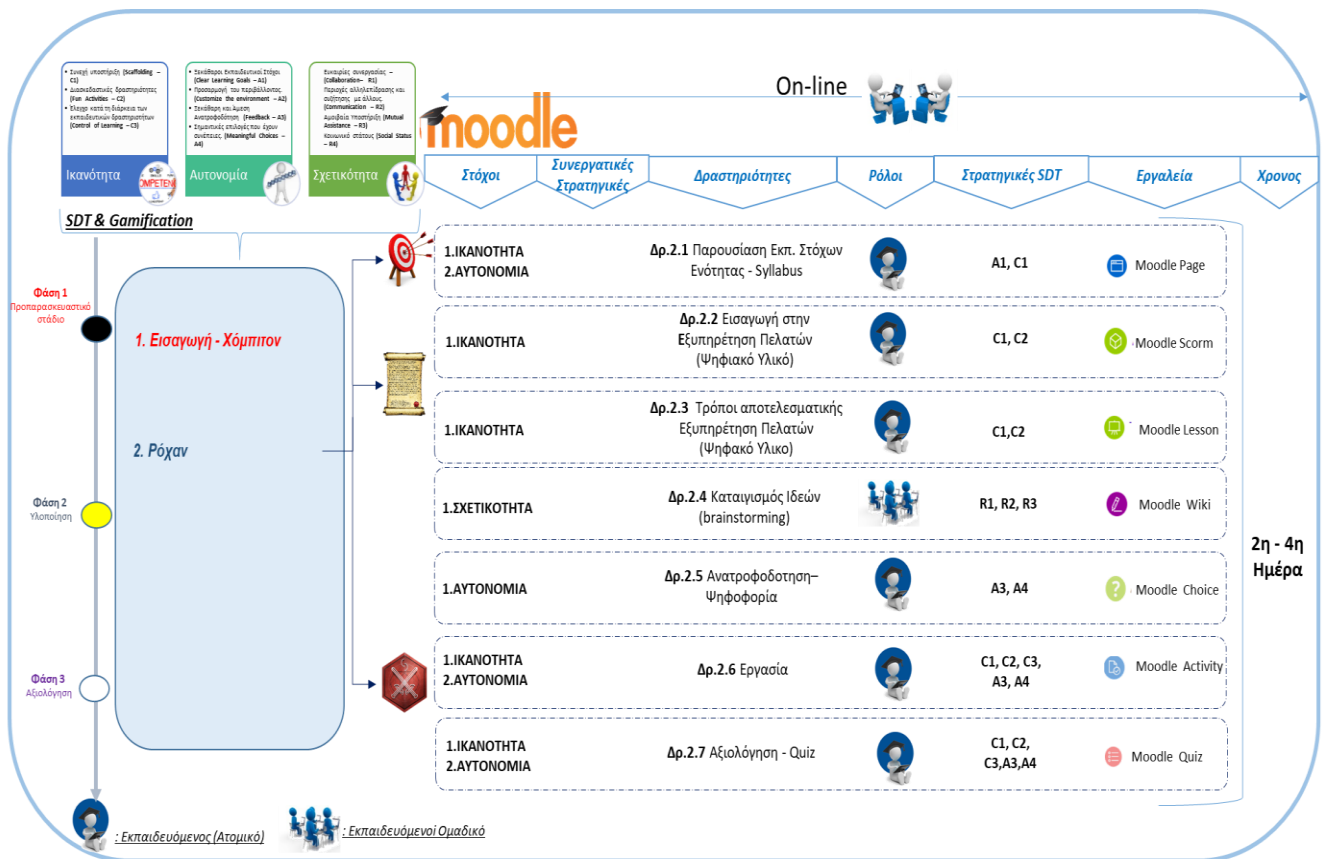 • Συνεχή υποστήριξη (Scaffolding – C1)
• Διασκεδαστικές δραστηριότητες (Fun Activities – C2)
• Έλεγχο κατά τη διάρκεια των εκπαιδευτικών δραστηριοτήτων (Control of Learning – C3)
Ικανότητα
• Ξεκάθαροι Εκπαιδευτικοί Στόχοι (Clear Learning Goals – A1)
• Προσαρμογή του περιβάλλοντος. (Customize the environment – A2)
• Ξεκάθαρη και Άμεση Ανατροφοδότηση (Feedback – A3)
• Σημαντικές επιλογές που έχουν συνέπειες. (Meaningful Choices – A4)
Αυτονομία
Ευκαιρίες συνεργασίας – (Collaboration– R1)
Περιοχές αλληλεπίδρασης και συζήτησης με άλλους. (Communication – R2)
Αμοιβαία Υποστήριξη (Mutual Assistance – R3)
Κοινωνικό στάτους (Social Status – R4)
Σχετικότητα
SDT & Gamification
moodle
On-line
Στόχοι
Συνεργατικές
Στρατηγικές
Δραστηριότητες
Ρόλοι
Στρατηγικές SDT
Εργαλεία
Χρονος
Φάση 1
Προπαρασκευαστικό
στάδιο
Φάση 2
Υλοποίηση
Φάση 3
Αξιολόγηση
1. Εισαγωγή - Χόμπιτον
2. Ρόχαν
1.ΙΚΑΝΟΤΗΤΑ
2.ΑΥΤΟΝΟΜΙΑ
Δρ.2.1 Παρουσίαση Εκπ. Στόχων
Ενότητας - Syllabus
A1, C1
Moodle Page
1.ΙΚΑΝΟΤΗΤΑ
Δρ.2.2 Εισαγωγή στην
Εξυπηρέτηση Πελατών
(Ψηφιακό Υλικό)
C1, C2
Moodle Scorm
1.ΙΚΑΝΟΤΗΤΑ
Δρ.2.3 Τρόποι αποτελεσματικής
Εξυπηρέτηση Πελατών
(Ψηφακό Υλικο)
C1,C2
Moodle Lesson
1.ΣΧΕΤΙΚΟΤΗΤΑ
Δρ.2.4 Καταιγισμός Ιδεών
(brainstorming)
R1, R2, R3
Moodle Wiki
1.ΑΥΤΟΝΟΜΙΑ
Δρ.2.5 Ανατροφοδοτηση–
Ψηφοφορία
A3, A4
Moodle Choice
1.ΙΚΑΝΟΤΗΤΑ
2.ΑΥΤΟΝΟΜΙΑ
Δρ.2.6 Εργασία
C1, C2, C3,
A3, A4
Moodle Activity
1.ΙΚΑΝΟΤΗΤΑ
2.ΑΥΤΟΝΟΜΙΑ
Δρ.2.7 Αξιολόγηση - Quiz
C1, C2,
C3,A3,A4
Moodle Quiz
2η - 4η
Ημέρα
: Εκπαιδευόμενος (Ατομικό)
: Εκπαιδευόμενοί Ομαδικό